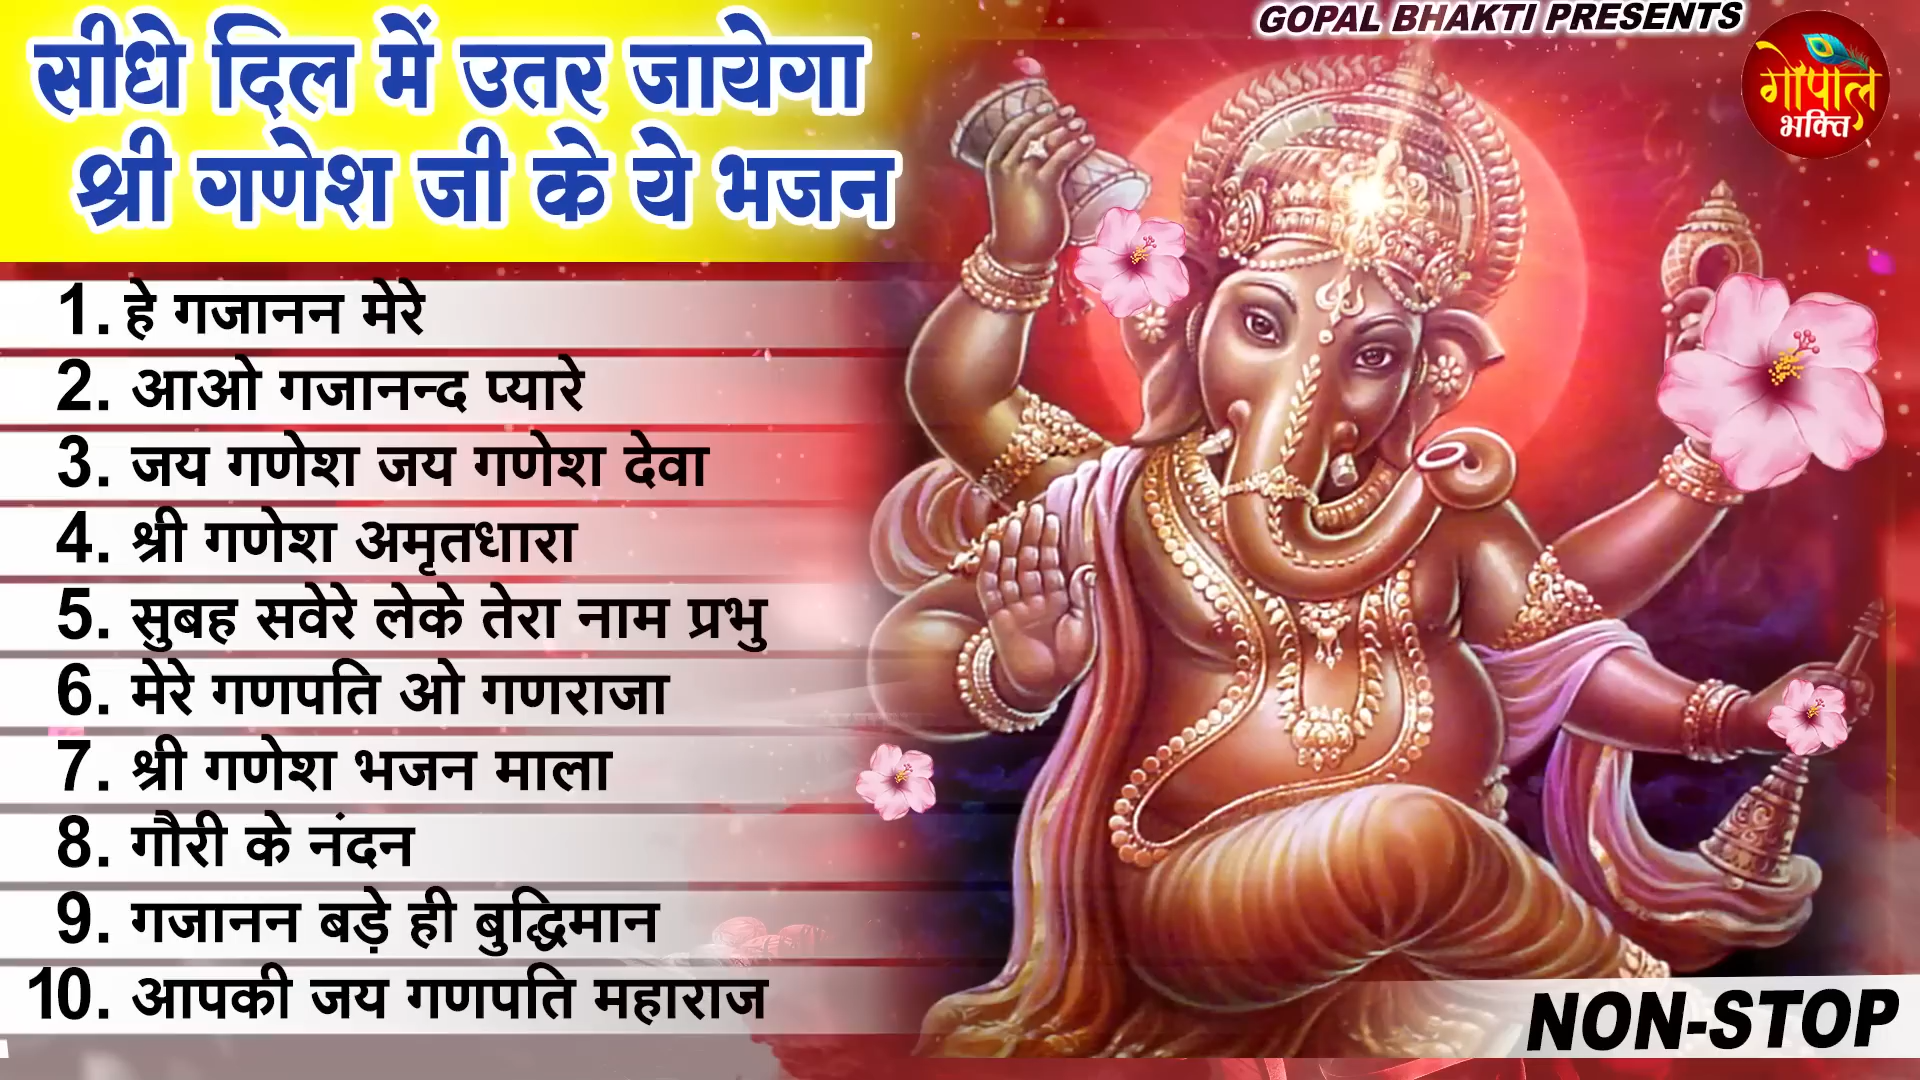 GOPAL BHAKTI PRESENTS
गोपाल
भक्ति
सीधे दिल में उतर जायेगा
श्री गणेश जी के ये भजन
1. हे गजानन मेरे
2. आओ गजानन्द प्यारे
3. जय गणेश जय गणेश देवा
4. श्री गणेश अमृतधारा
5. सुबह सवेरे लेके तेरा नाम प्रभु
6. मेरे गणपति ओ गणराजा
7. श्री गणेश भजन माला
8. गौरी के नंदन
9. गजानन बड़े ही बुद्धिमान
10. आपकी जय गणपति महाराज
NON-STOP